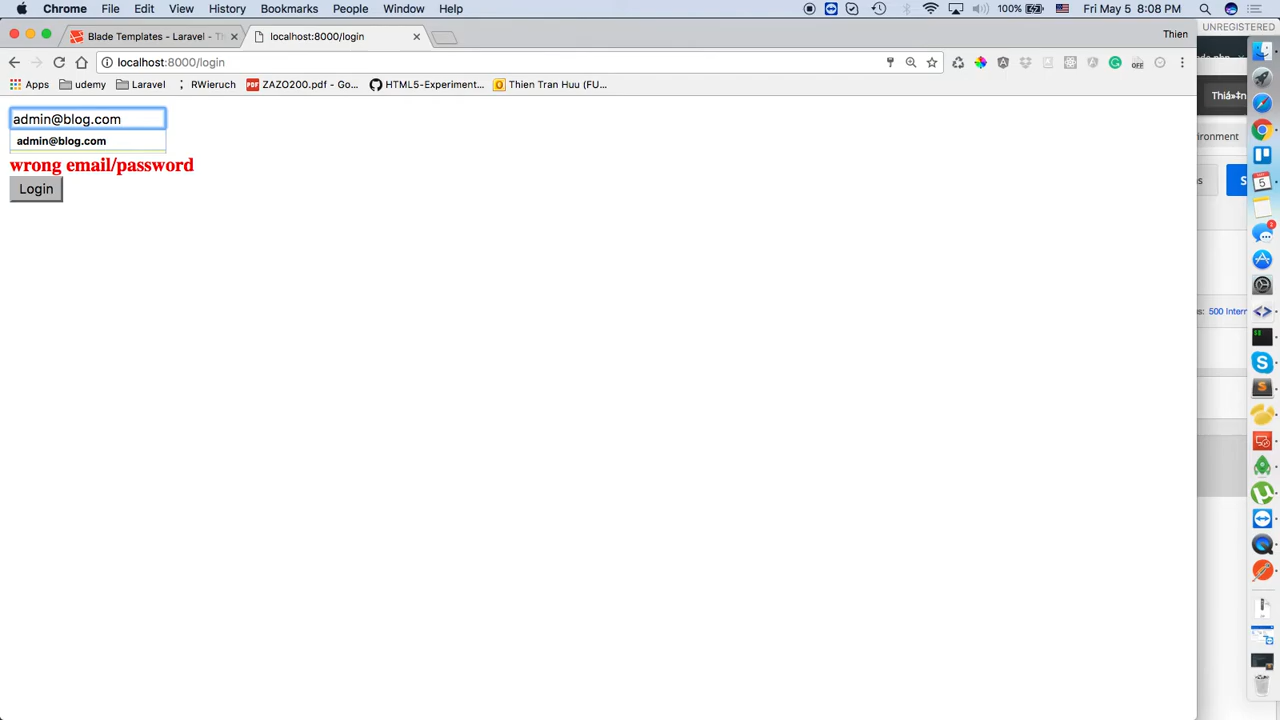 Chrome File Edit View History Bookmarks People Window Help 100% Fri May 5 8:08 PM
UNREGISTERED
Blade Templates - Laravel - Th
localhost:8000/login
Thien
localhost:8000/login
Apps udemy Laravel RWieruch ZAZO200.pdf - Go... HTML5-Experiment... Thien Tran Huu (FU...
admin@blog.com
admin@blog.com
wrong email/password
Login
ironment
500 Intern